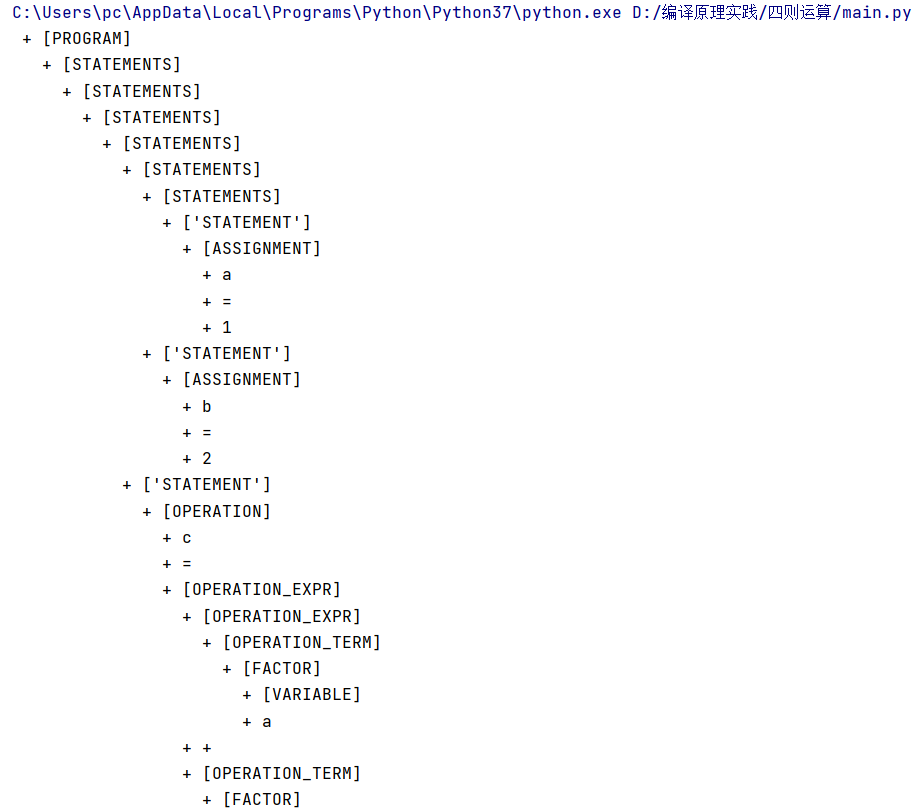 C:\Users\pc\AppData\Local\Programs\Python\Python37\python.exe D:/编译原理实践/四则运算/main.py
+ [PROGRAM]
+ [STATEMENTS]
+ [STATEMENTS]
+ [STATEMENTS]
+ [STATEMENTS]
+ [STATEMENTS]
+ [STATEMENTS]
+ ['STATEMENT']
+ [ASSIGNMENT]
+ a
+ =
+ 1
+ ['STATEMENT']
+ [ASSIGNMENT]
+ b
+ =
+ 2
+ ['STATEMENT']
+ [OPERATION]
+ c
+ =
+ [OPERATION_EXPR]
+ [OPERATION_EXPR]
+ [OPERATION_TERM]
+ [FACTOR]
+ [VARIABLE]
+ a
+ +
+ [OPERATION_TERM]
+ [FACTOR]